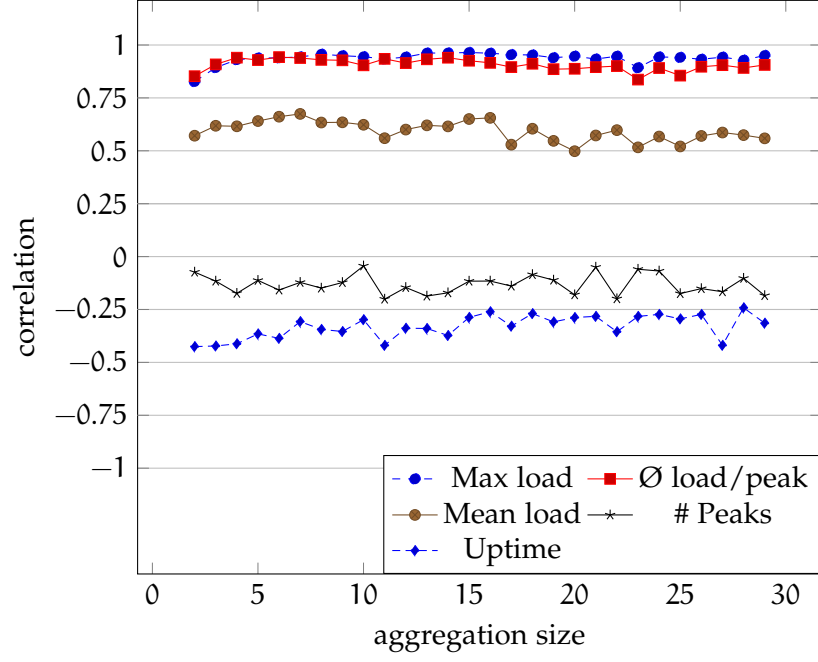 1
0.75
0.5
0.25
0
−0.25
−0.5
−0.75
−1
correlation
Max load Ø load/peak
Mean load # Peaks
Uptime
0 5 10 15 20 25 30
aggregation size